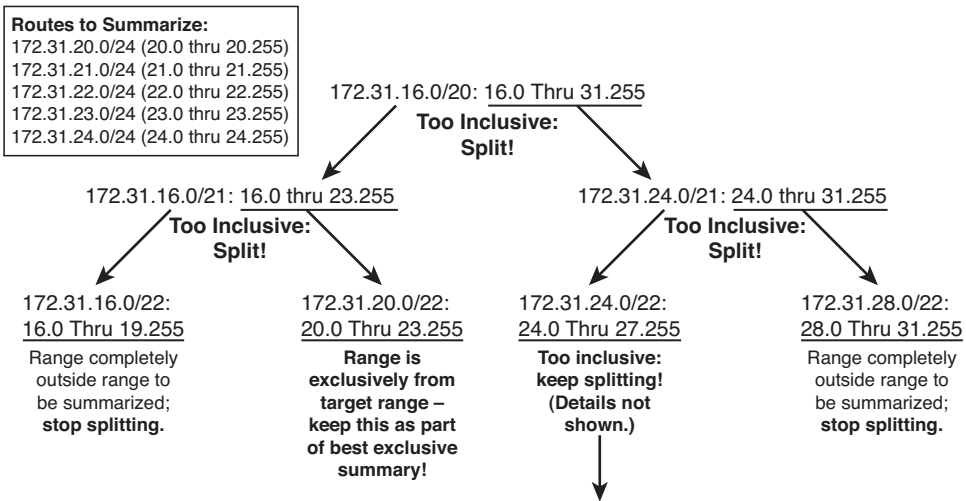 Routes to Summarize:
172.31.20.0/24 (20.0 thru 20.255)
172.31.21.0/24 (21.0 thru 21.255)
172.31.22.0/24 (22.0 thru 22.255)
172.31.23.0/24 (23.0 thru 23.255)
172.31.24.0/24 (24.0 thru 24.255)
172.31.16.0/20: 16.0 Thru 31.255
Too Inclusive:
Split!
172.31.16.0/21: 16.0 thru 23.255
Too Inclusive:
Split!
172.31.24.0/21: 24.0 thru 31.255
Too Inclusive:
Split!
172.31.16.0/22:
16.0 Thru 19.255
Range completely
outside range to
be summarized;
stop splitting.
172.31.20.0/22:
20.0 Thru 23.255
Range is
exclusively from
target range –
keep this as part
of best exclusive
summary!
172.31.24.0/22:
24.0 Thru 27.255
Too inclusive:
keep splitting!
(Details not
shown.)
172.31.28.0/22:
28.0 Thru 31.255
Range completely
outside range to
be summarized;
stop splitting.